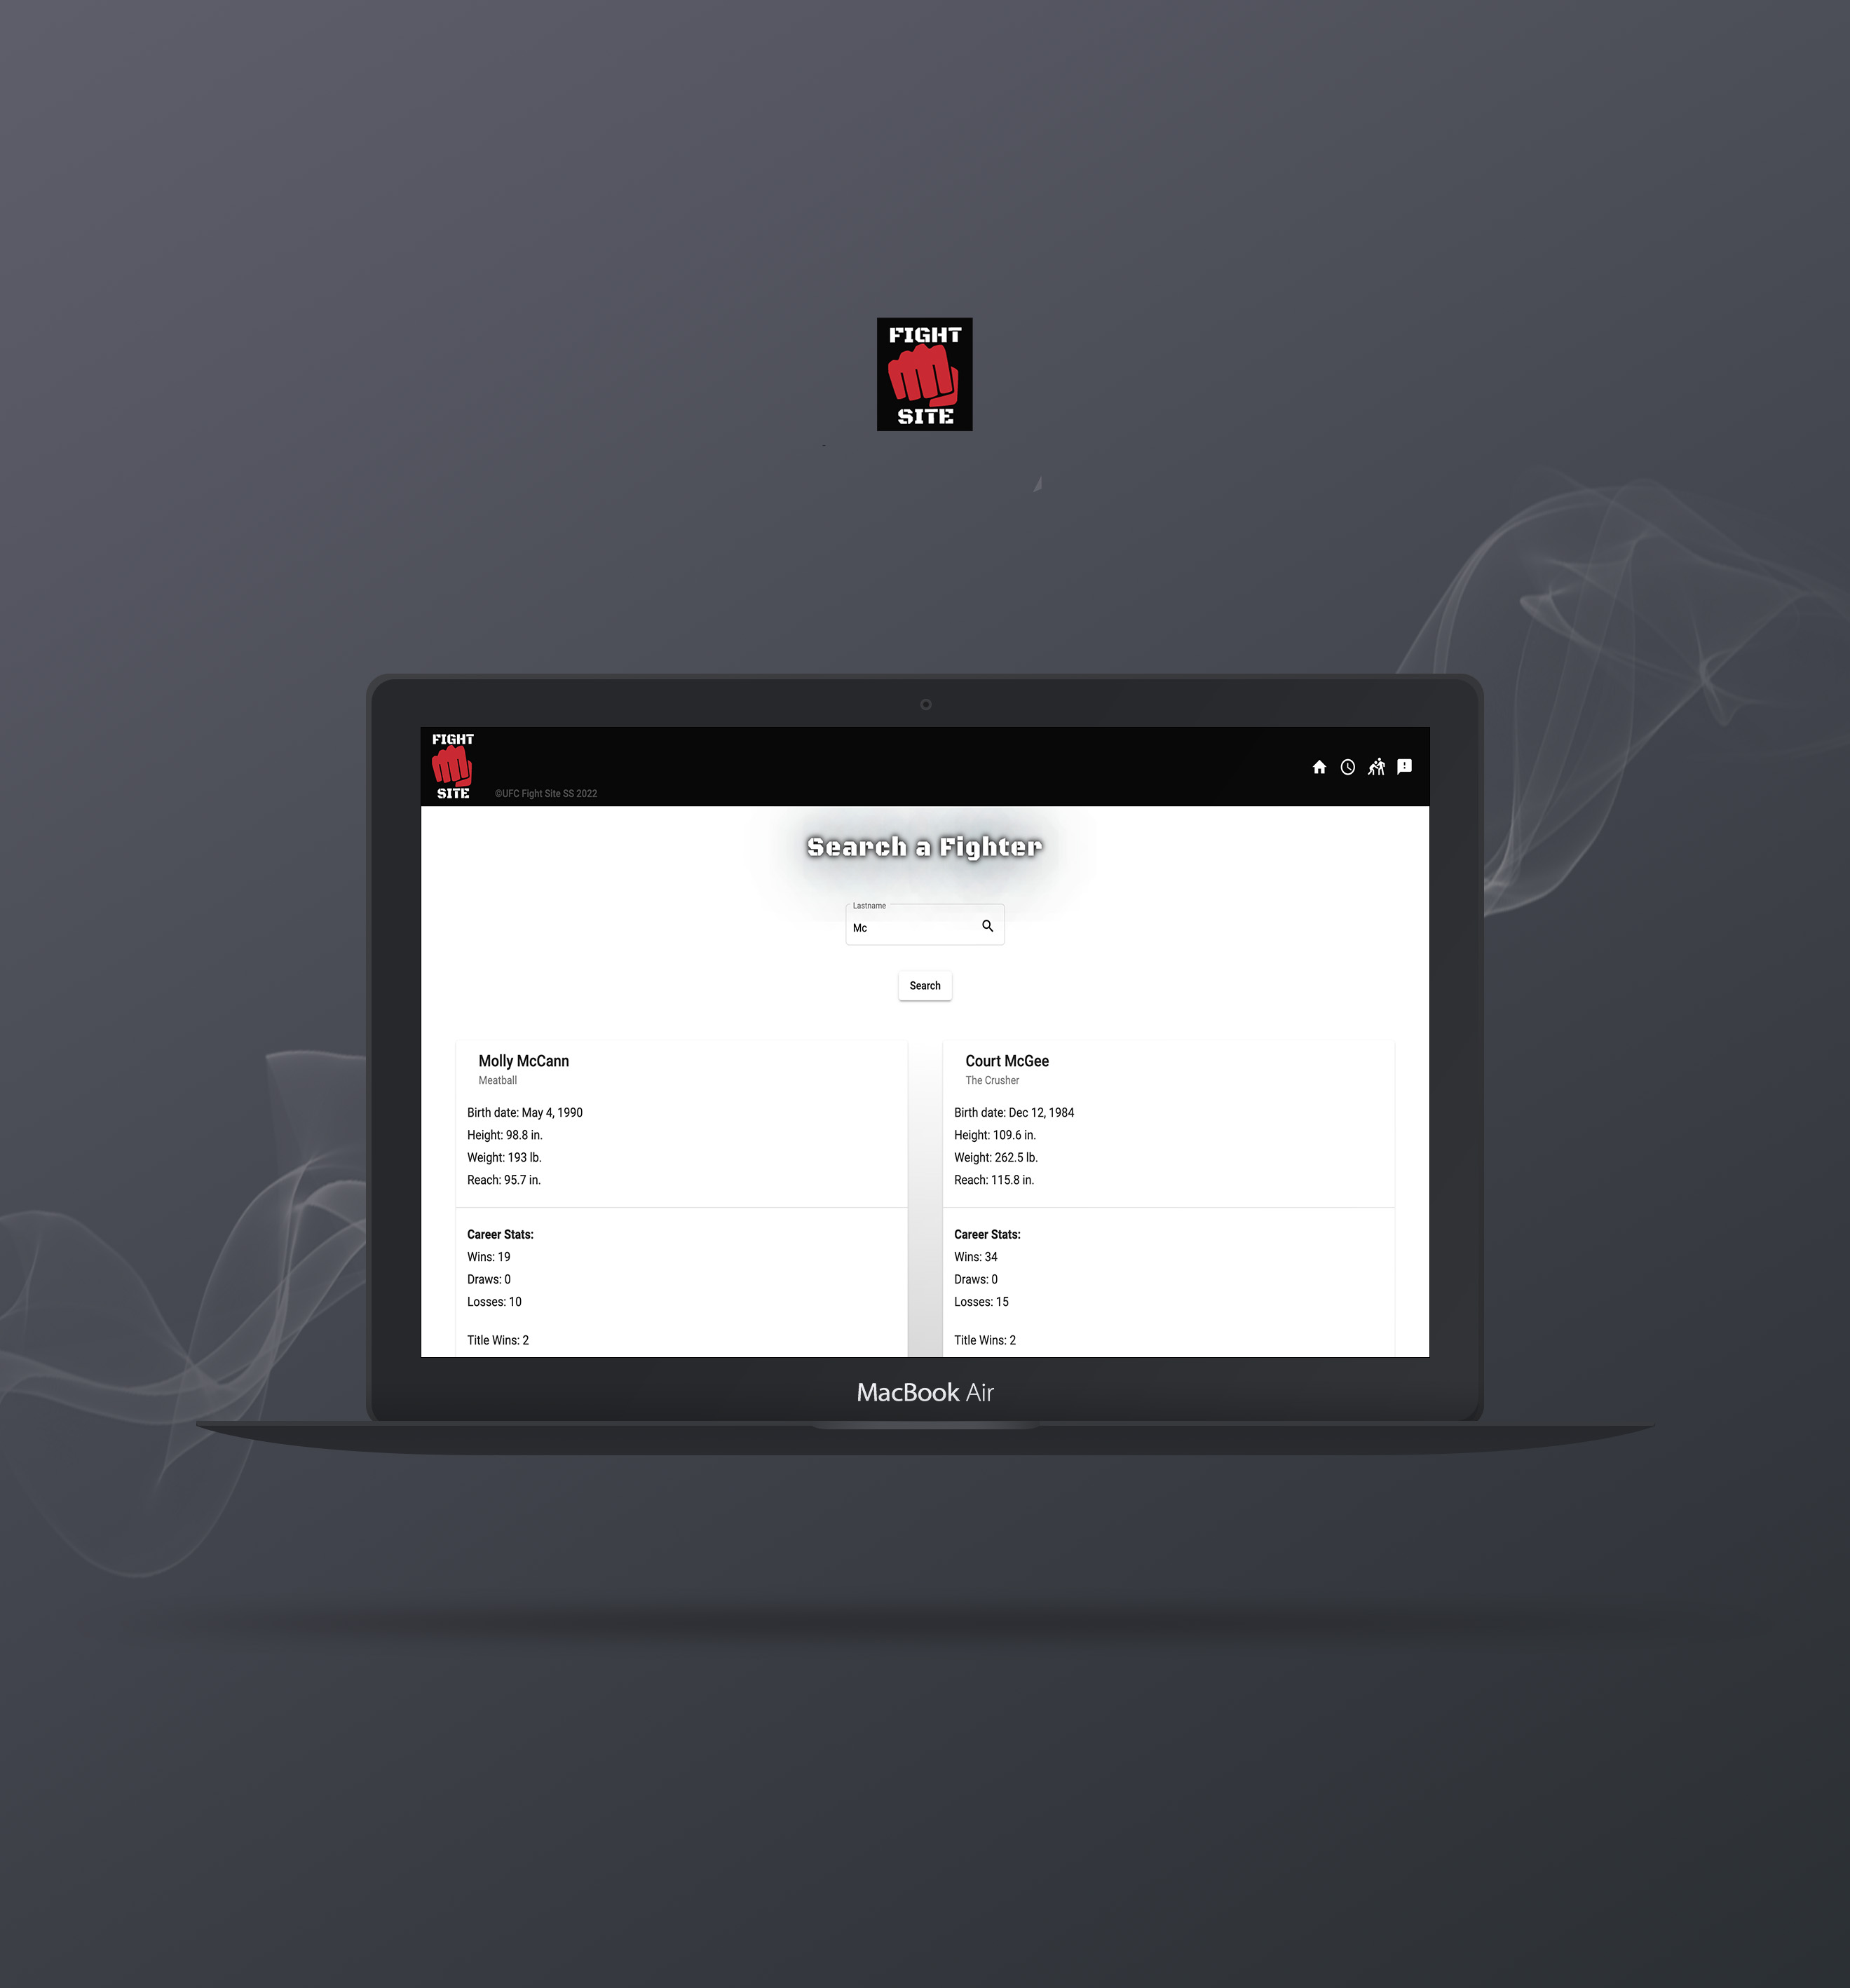 FIGHT
SITE
FIGHT
SITE
©UFC Fight Site SS 2022
Search a Fighter
Lastname
Mc
Search
Molly McCann
Meatball
Birth date: May 4, 1990
Height: 98.8 in.
Weight: 193 lb.
Reach: 95.7 in.
Career Stats:
Wins: 19
Draws: 0
Losses: 10
Title Wins: 2
Court McGee
The Crusher
Birth date: Dec 12, 1984
Height: 109.6 in.
Weight: 262.5 lb.
Reach: 115.8 in.
Career Stats:
Wins: 34
Draws: 0
Losses: 15
Title Wins: 2
MacBook Air